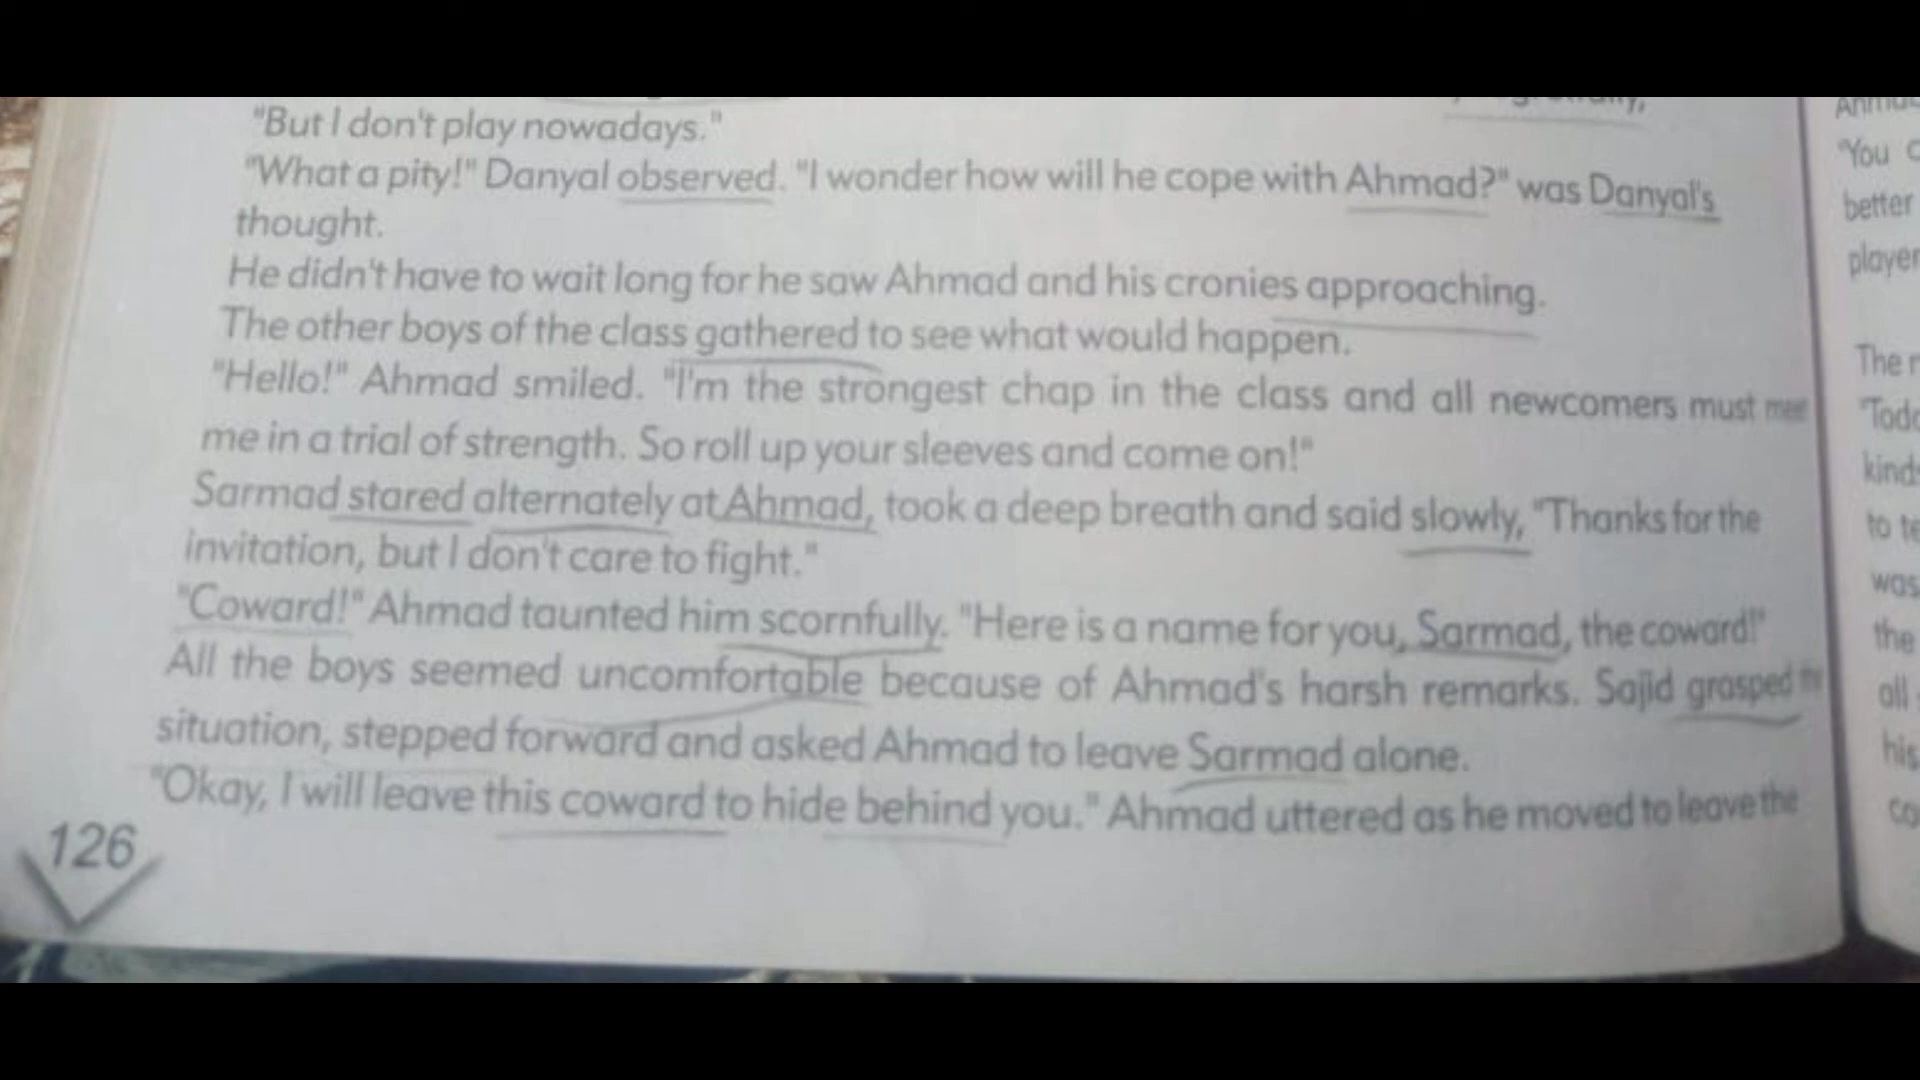 "But I don't play nowadays."
"What a pity!" Danyal observed. "I wonder how will he cope with Ahmad?" was Danyal's
thought.
He didn't have to wait long for he saw Ahmad and his cronies approaching.
The other boys of the class gathered to see what would happen.
"Hello!" Ahmad smiled. "I'm the strongest chap in the class and all newcomers must meet
me in a trial of strength. So roll up your sleeves and come on!"
Sarmad stared alternately at Ahmad, took a deep breath and said slowly, "Thanks for the
invitation, but I don't care to fight."
"Coward!" Ahmad taunted him scornfully. "Here is a name for you, Sarmad, the coward!"
All the boys seemed uncomfortable because of Ahmad's harsh remarks. Sajid grasped the
situation, stepped forward and asked Ahmad to leave Sarmad alone.
"Okay, I will leave this coward to hide behind you." Ahmad uttered as he moved to leave the
126
"You
better
player
The
to
was
the
all
his